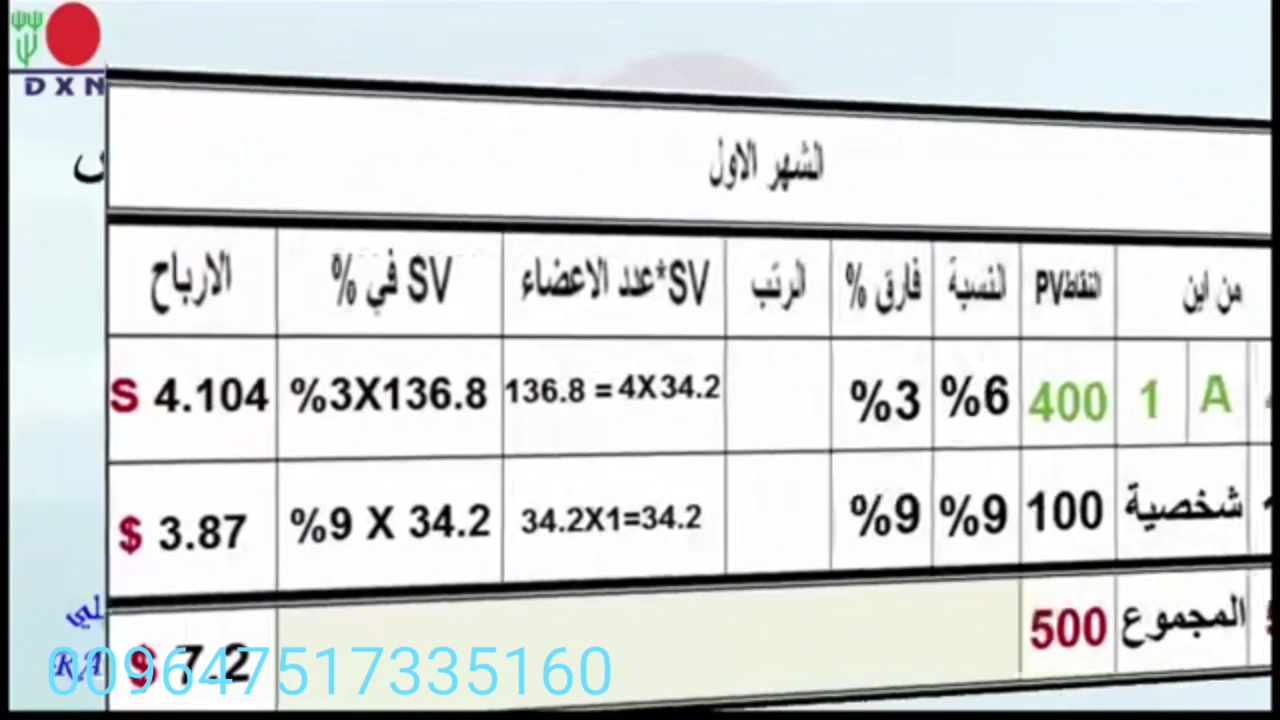 DXN
الشهر الاول
من اين النقاطPV النسبة فارق % الرتب SV*عدد الاعضاء SV في % الارباح
A 1 400 %6 %3 136.8 = 4X34.2 %3X136.8 4.104 $
شخصية 100 %9 %9 34.2X1=34.2 %9 X 34.2 3.87 $
المجموع 500 7.2 $
009647517335160